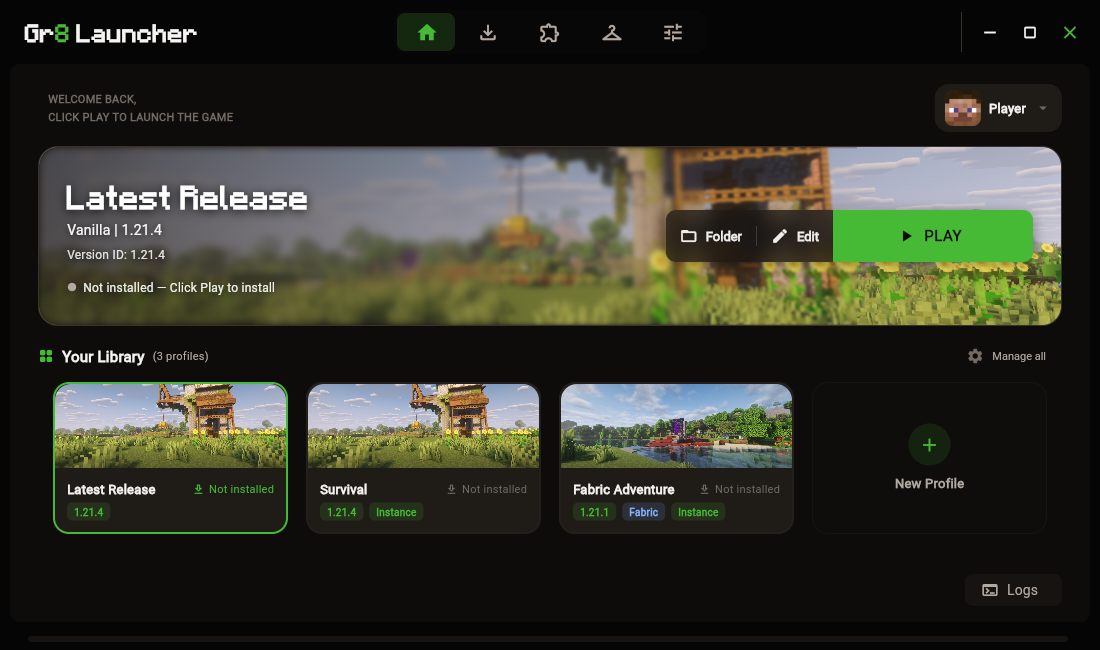 Gr8 Launcher
WELCOME BACK,
CLICK PLAY TO LAUNCH THE GAME
Player
Latest Release
Vanilla | 1.21.4
Version ID: 1.21.4
Not installed — Click Play to install
Folder
Edit
PLAY
Your Library (3 profiles)
Manage all
Latest Release
Not installed
1.21.4
Survival
Not installed
1.21.4
Instance
Fabric Adventure
Not installed
1.21.1
Fabric
Instance
New Profile
Logs